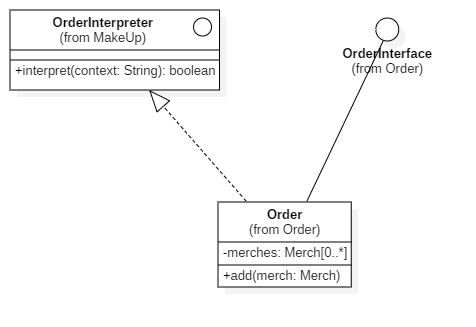 OrderInterpreter
(from MakeUp)
+interpret(context: String): boolean
OrderInterface
(from Order)
Order
(from Order)
-merches: Merch[0..*]
+add(merch: Merch)